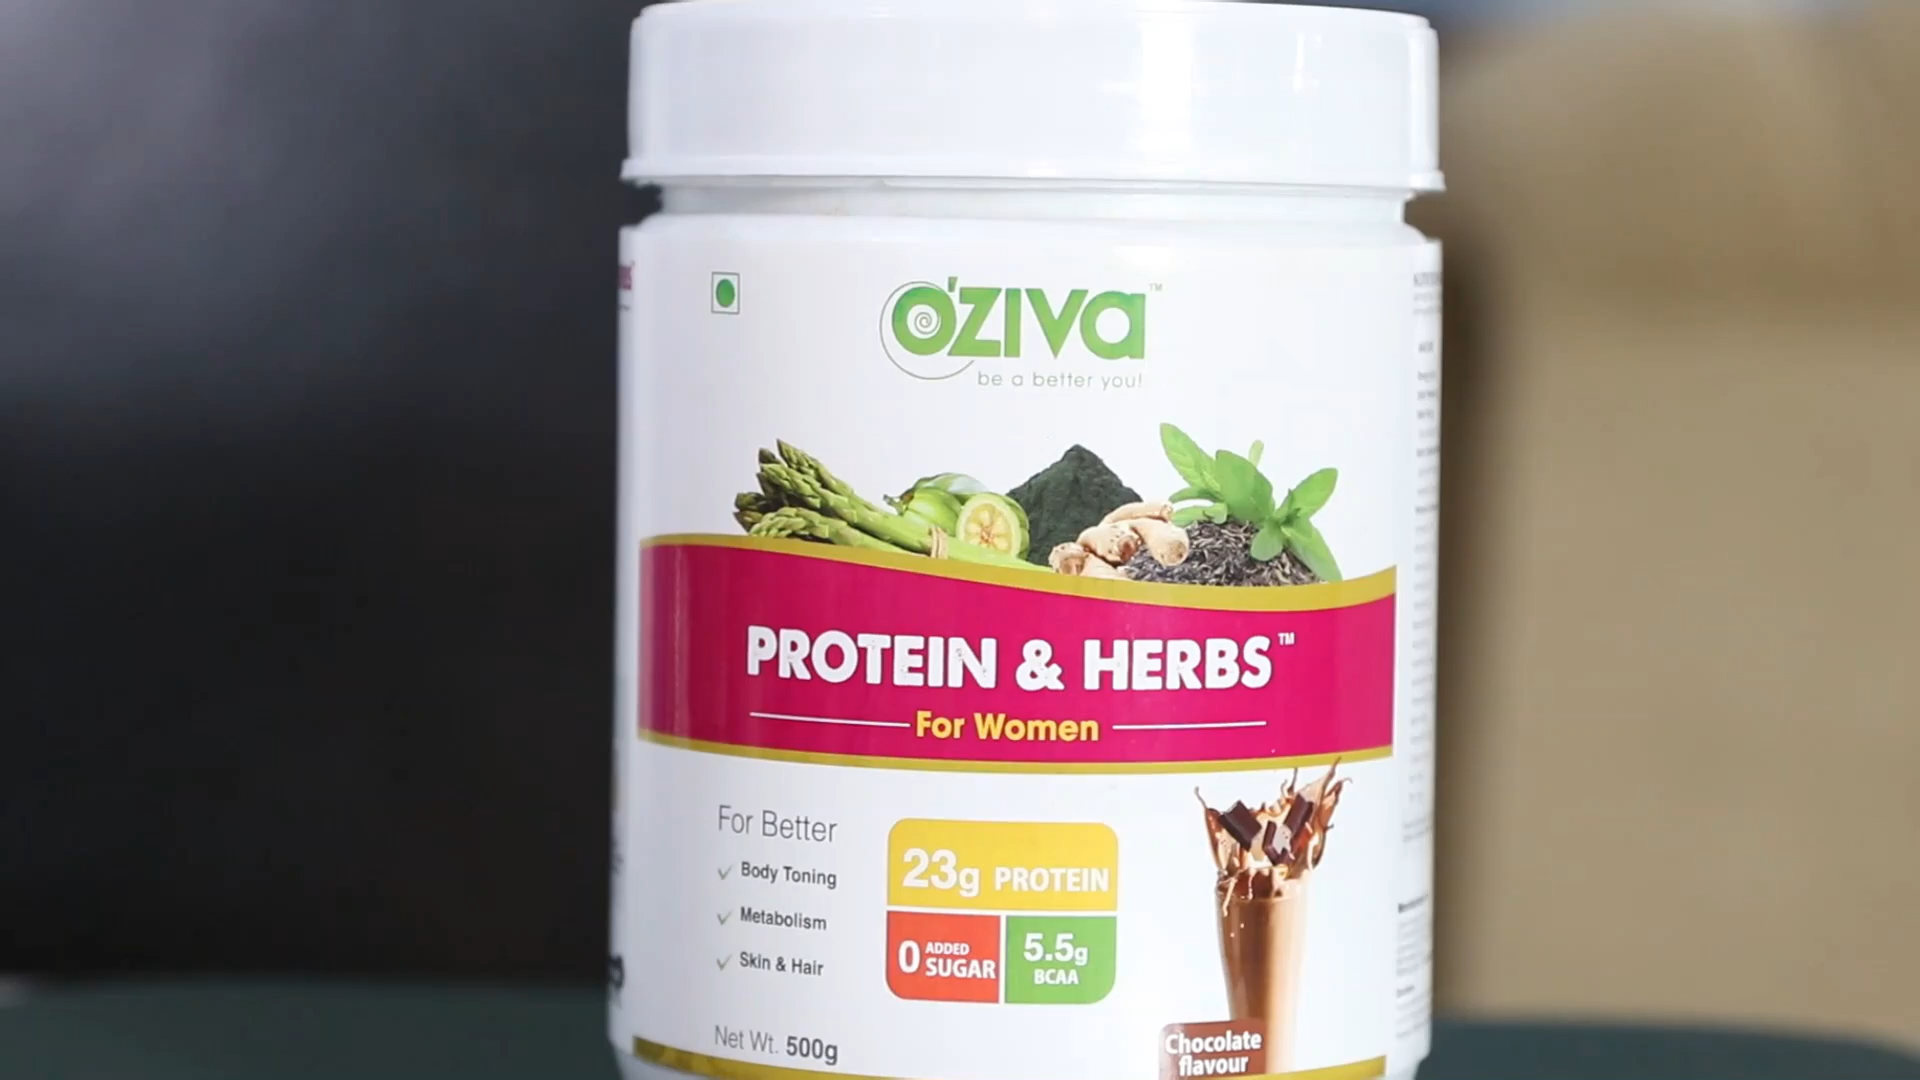 O'ZIVA™
be a better you!
PROTEIN & HERBS™
For Women
For Better
✓ Body Toning
✓ Metabolism
✓ Skin & Hair
23g PROTEIN
0 ADDED SUGAR
5.5g BCAA
Net Wt. 500g
Chocolate
flavour